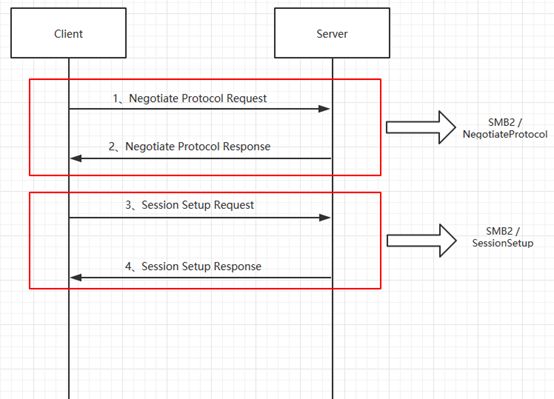 Client
Server
1、Negotiate Protocol Request
2、Negotiate Protocol Response
SMB2 /
NegotiateProtocol
3、Session Setup Request
4、Session Setup Response
SMB2 /
SessionSetup